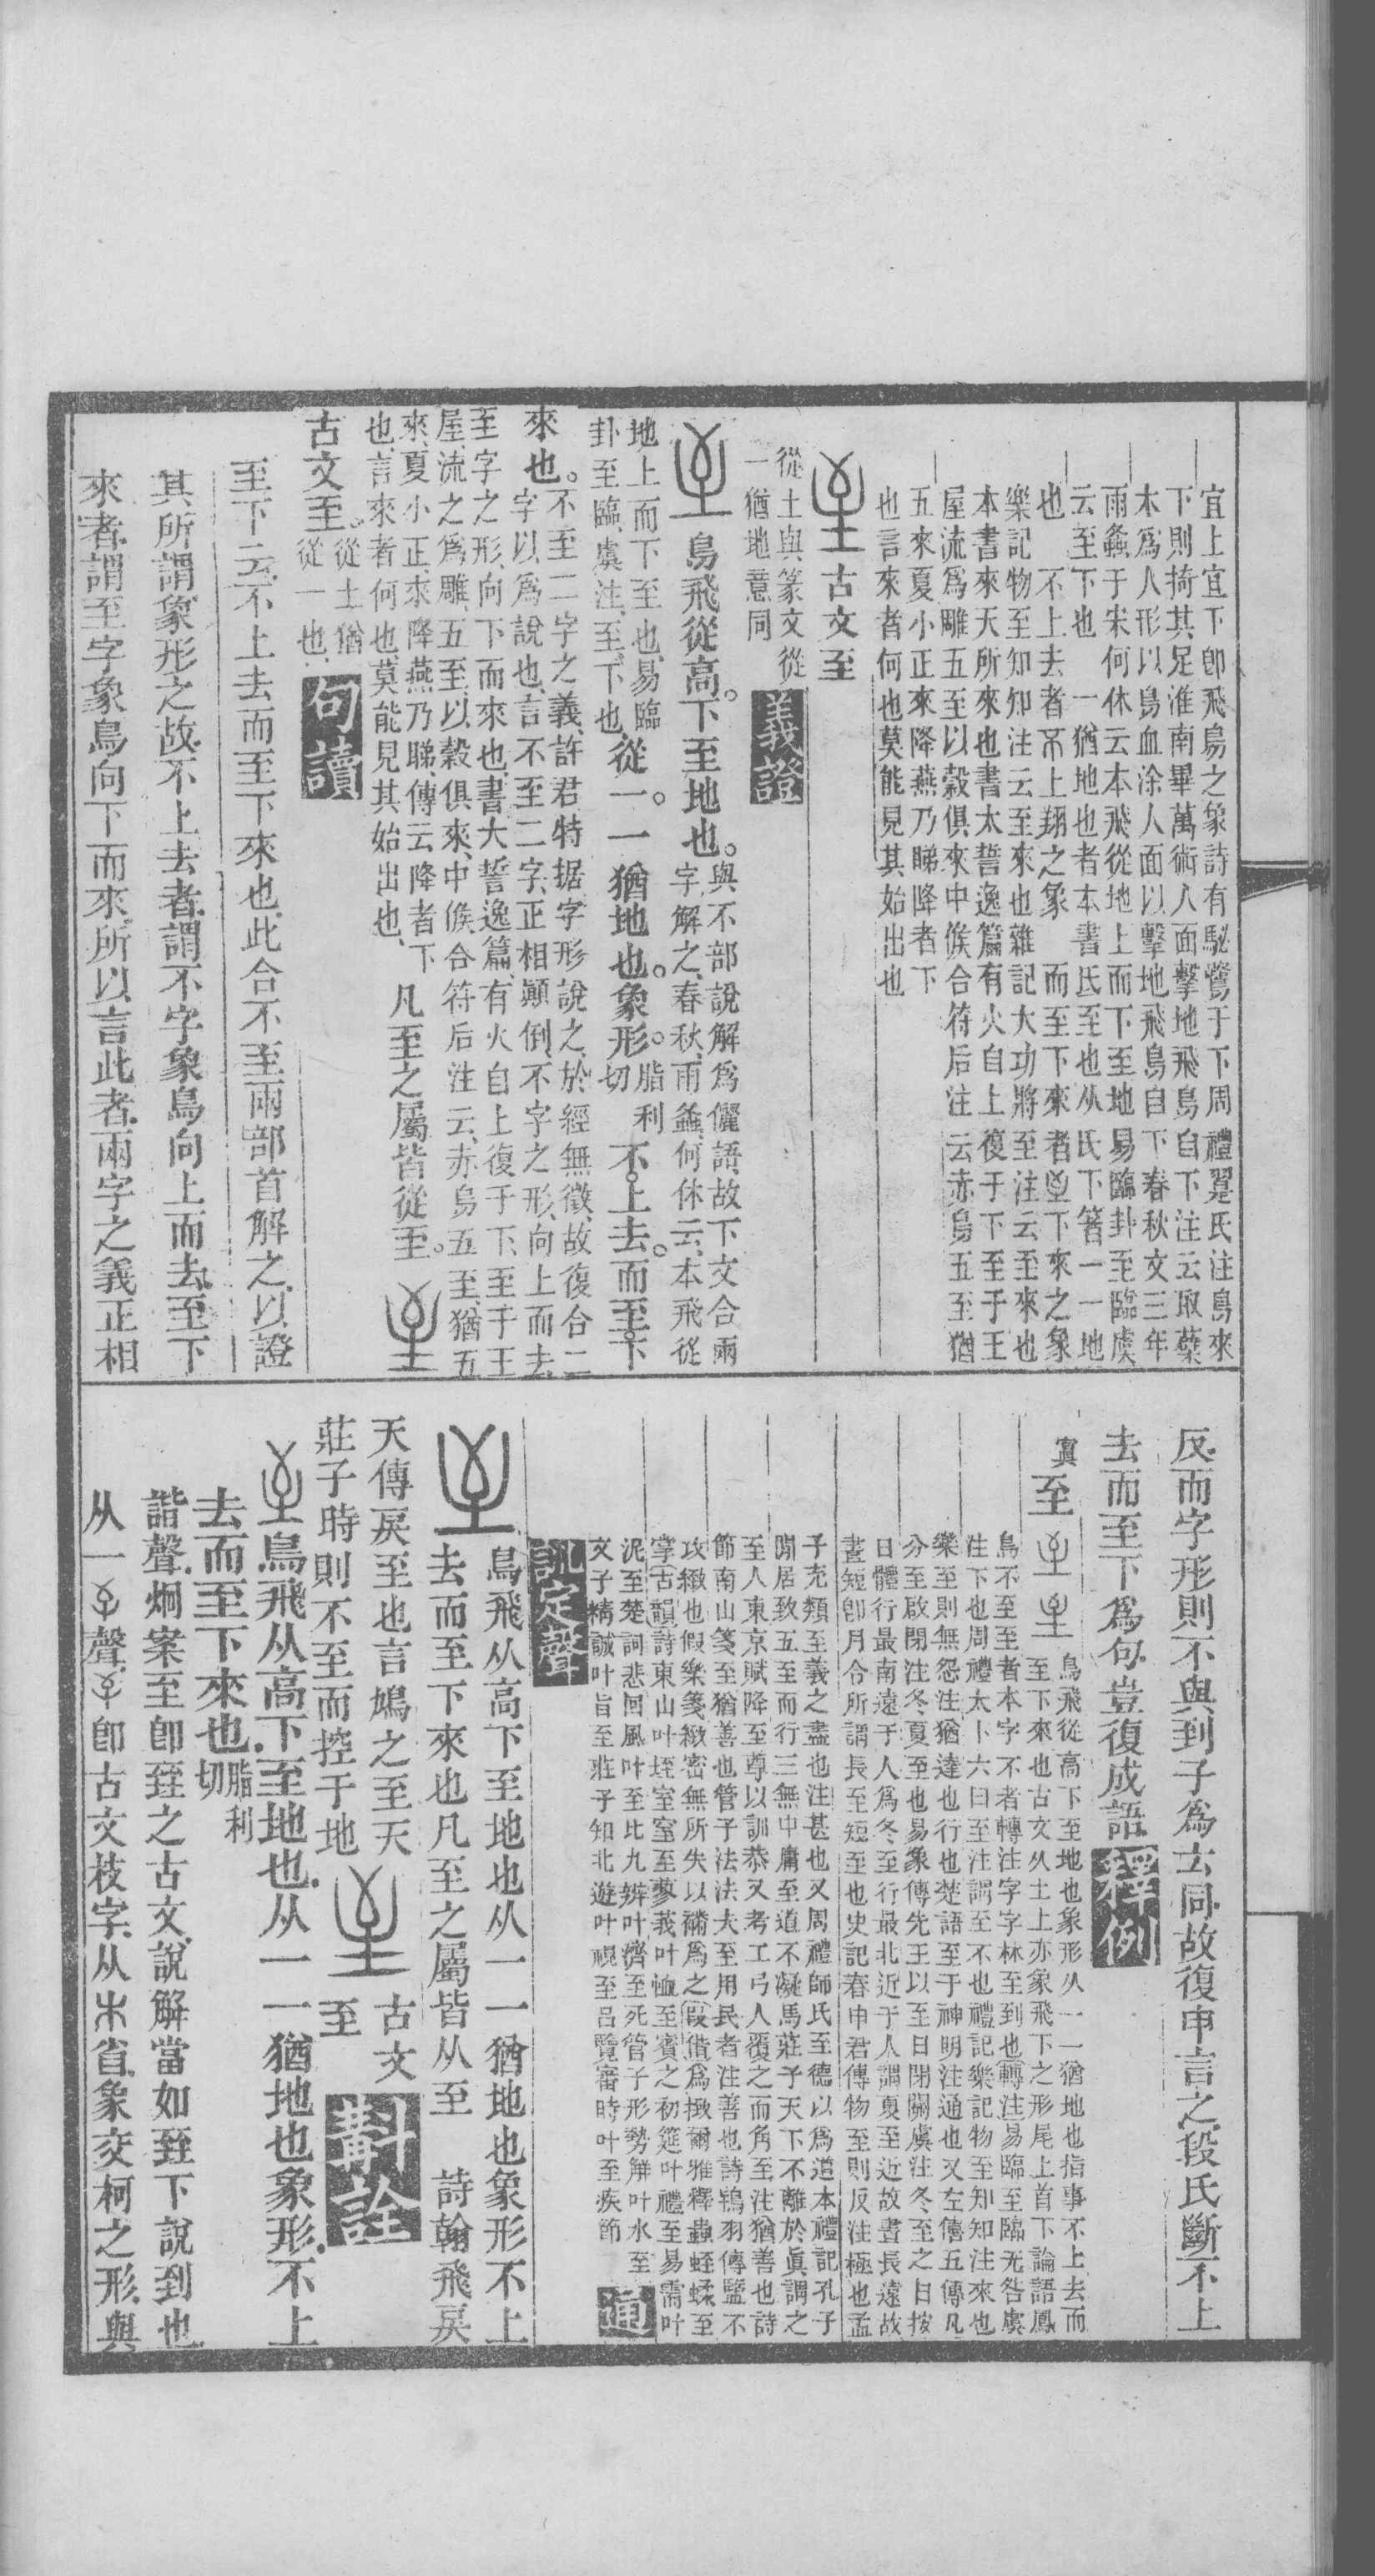 宜上宜下卽飛鳥之象詩有駜鷺于下周禮翨氏注鳥來
下則掎其足淮南畢萬術人面擊地飛鳥自下注云取蘗
木爲人形以鳥血涂人面以擊地飛鳥自下春秋文三年
雨螽于宋何休云本飛從地上而下至地易臨卦至臨虞
云至下也　一猶地也者本書氏至也从氏下箸一一地
也　不上去者不上翔之象　而至下來者至下來之象
樂記物至知知注云至來也雜記大功將至注云至來也
本書來天所來也書太誓逸篇有火自上復于下至于王
屋流爲雕五至以穀俱來中候合符后注云赤鳥五至猶
五來夏小正來降燕乃睇降者下
也言來者何也莫能見其始出也
古文至
從土與篆文從
一猶地意同
義證
鳥飛從高。下至地也。
與不部說解爲儷語、故下文合兩
字解之、春秋、雨螽、何休云、本飛從
地上而下至也、易臨
卦至臨、虞注、至、下也、
從一。一猶地也。象形。
脂利
切
不。上去。而至。下
來也。
不至二字之義、許君特据字形說之、於經無徵、故復合二
字以爲說也、言不至二字、正相顚倒、不字之形、向上而去、
至字之形、向下而來也、書大誓逸篇、有火自上復于下、至于王
屋、流之爲雕、五至、以穀俱來、中候合符后注云、赤鳥五至、猶五
來、夏小正、來降燕乃睇、傳云、降者、下
也、言來者何也、莫能見其始出也、
凡至之屬皆從至。
古文至。
從土猶
從一也、
句讀
至下云不上去而至下來也此合不至兩部首解之以證
其所謂象形之故不上去者謂不字象鳥向上而去至下
來者謂至字象鳥向下而來所以言此者兩字之義正相
反而字形則不與到子爲𠫓同故復申言之段氏斷不上
去而至下爲句豈復成語
釋例
寘
至
鳥飛從高下至地也象形从一一猶地也指事不上去而
至下來也古文从土上亦象飛下之形尾上首下論語鳳
鳥不至至者本字不者轉注字字林至到也轉注易臨至臨无咎虞
注下也周禮太卜六曰至注謂至不也禮記樂記物至知知注來也
樂至則無怨注猶達也行也楚語至于神明注通也又左僖五傳凡
分至啟閉注冬夏至也易象傳先王以至日閉關虞注冬至之日按
日體行最南遠于人爲冬至行最北近于人謂夏至近故晝長遠故
晝短卽月令所謂長至短至也史記春申君傳物至則反注極也孟
子充類至義之盡也注甚也又周禮師氏至德以爲道本禮記孔子
閒居致五至而行三無中庸至道不凝焉莊子天下不離於眞謂之
至人東京賦降至尊以訓恭又考工弓人覆之而角至注猶善也詩
節南山箋至猶善也管子法法夫至用民者注善也詩鴇羽傳盬不
攻緻也假樂箋緻密無所失以𥿻爲之叚借爲撴爾雅釋蟲蛭蝚至
掌古韻詩東山叶垤室窒至蓼莪叶恤至賓之初筵叶禮至易需叶
泥至楚詞悲回風叶至比九辨叶濟至死管子形勢解叶水至
文子精誠叶旨至莊子知北遊叶視至呂覽審時叶至疾節
通
訓定聲
鳥飛从高下至地也从一一猶地也象形不上
去而至下來也凡至之屬皆从至　詩翰飛戾
天傳戾至也言鳩之至天
莊子時則不至而控于地
古文
至
斠詮
鳥飛从高下至地也从一一猶地也象形不上
去而至下來也
脂利
切
諧聲炯案至卽臸之古文說解當如臸下說到也
从一聲卽古文枝字从木省象交柯之形與